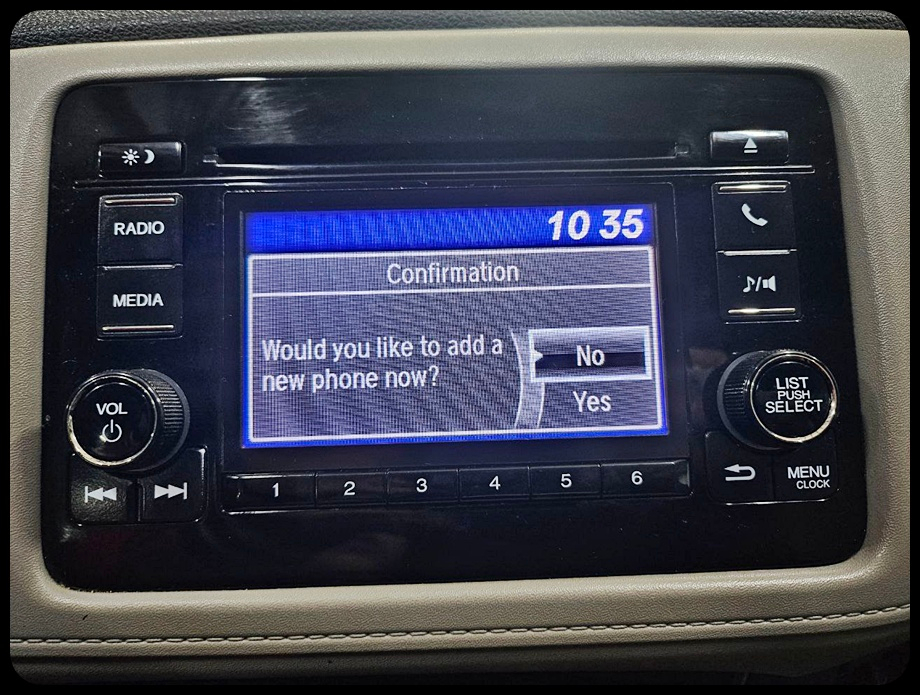 RADIO
MEDIA
VOL
10 35
Confirmation
Would you like to add a
new phone now?
No
Yes
LIST
PUSH
SELECT
1 2 3 4 5 6
MENU
CLOCK